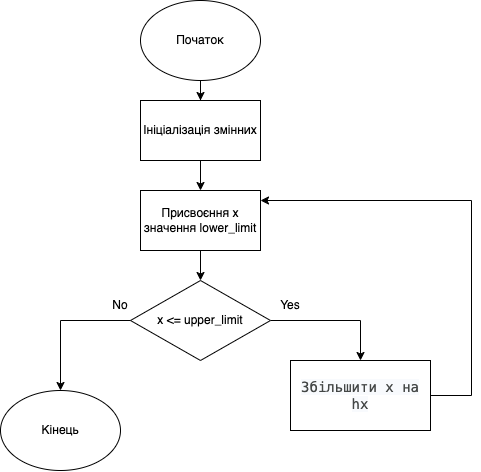 Початок
Ініціалізація змінних
Присвоєння x
значення lower_limit
No
x <= upper_limit
Yes
Збільшити x на
hx
Кінець